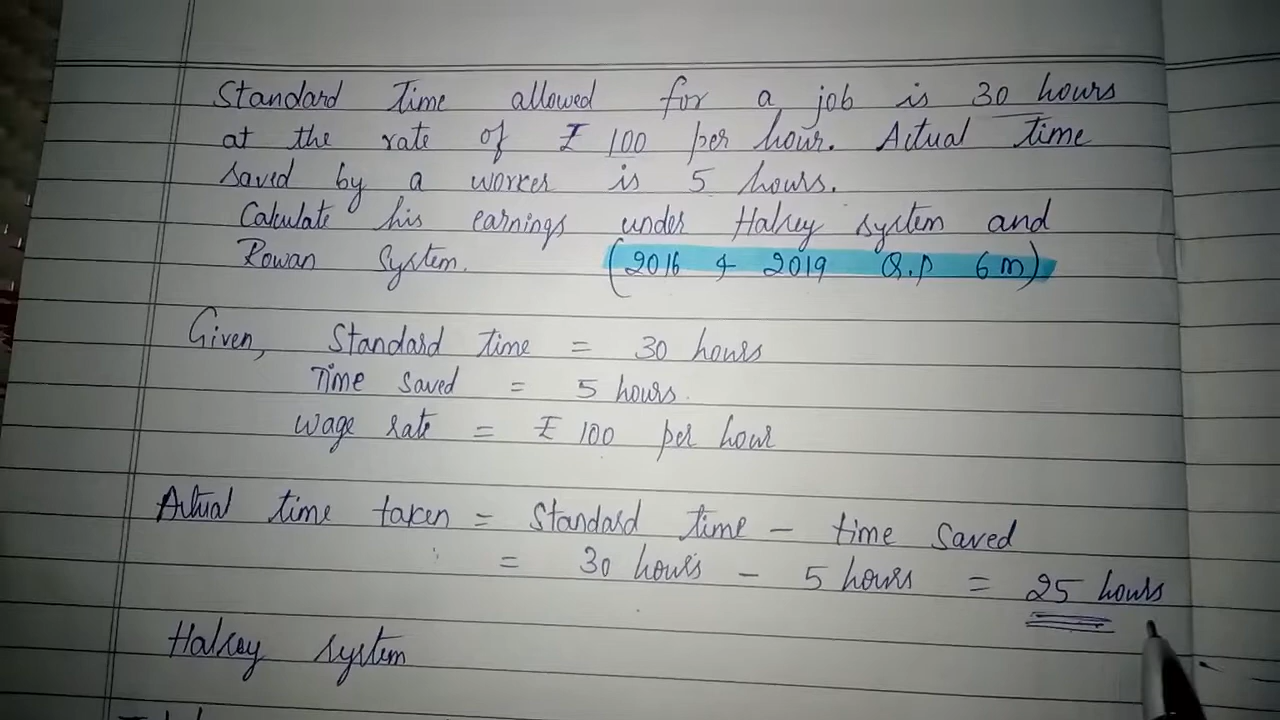 Standard Time allowed for a job is 30 hours
at the rate of ₹ 100 per hour. Actual Time
saved by a worker is 5 hours.
Calculate his earnings under Halsey system and
Rowan System. (2016 & 2019 Q.P 6m)
Given, Standard time = 30 hours
Time saved = 5 hours.
Wage rate = ₹ 100 per hour
Actual time taken = Standard time - time saved
= 30 hours - 5 hours = 25 hours
Halsey system